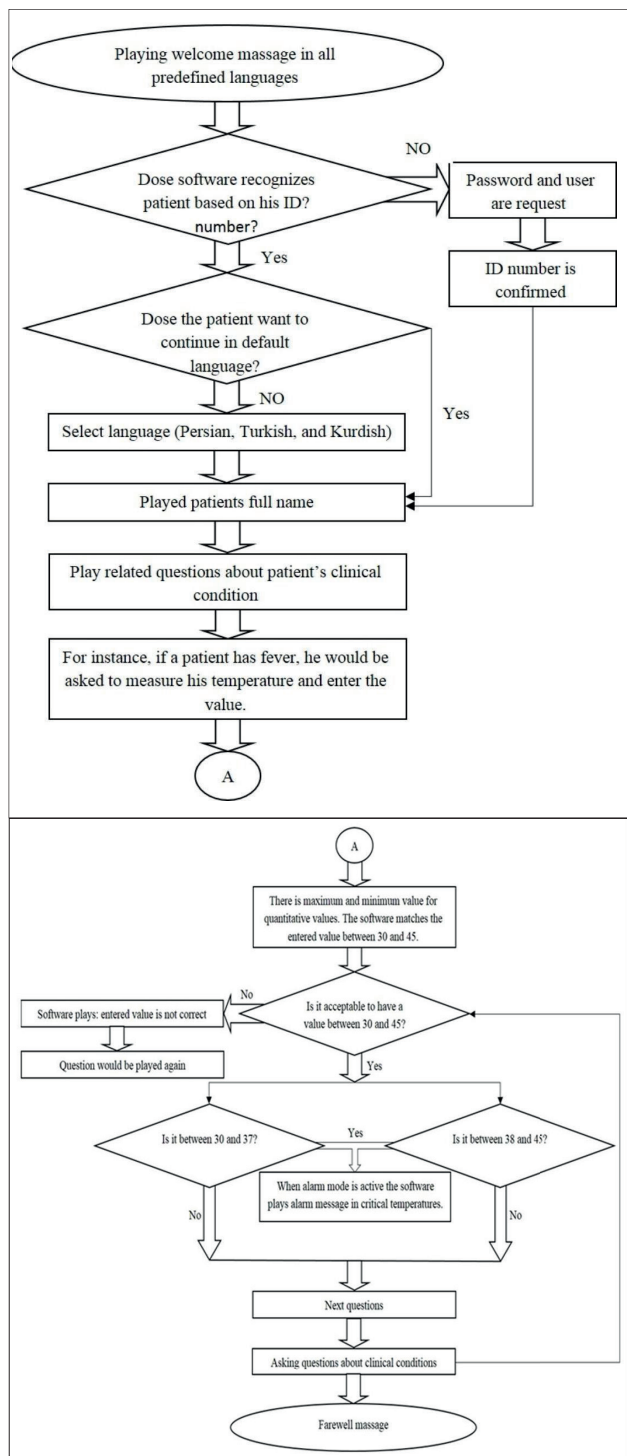 Playing welcome massage in all
predefined languages
Dose software recognizes
patient based on his ID?
number?
NO
Password and user
are request
Yes
ID number is
confirmed
Dose the patient want to
continue in default
language?
NO
Yes
Select language (Persian, Turkish, and Kurdish)
Played patients full name
Play related questions about patient's clinical
condition
For instance, if a patient has fever, he would be
asked to measure his temperature and enter the
value.
A
A
There is maximum and minimum value for
quantitative values. The software matches the
entered value between 30 and 45.
No
Software plays: entered value is not correct
Is it acceptable to have a
value between 30 and 45?
Question would be played again
Yes
Is it between 30 and 37?
Yes
Is it between 38 and 45?
When alarm mode is active the software
plays alarm message in critical temperatures.
No
No
Next questions
Asking questions about clinical conditions
Farewell massage